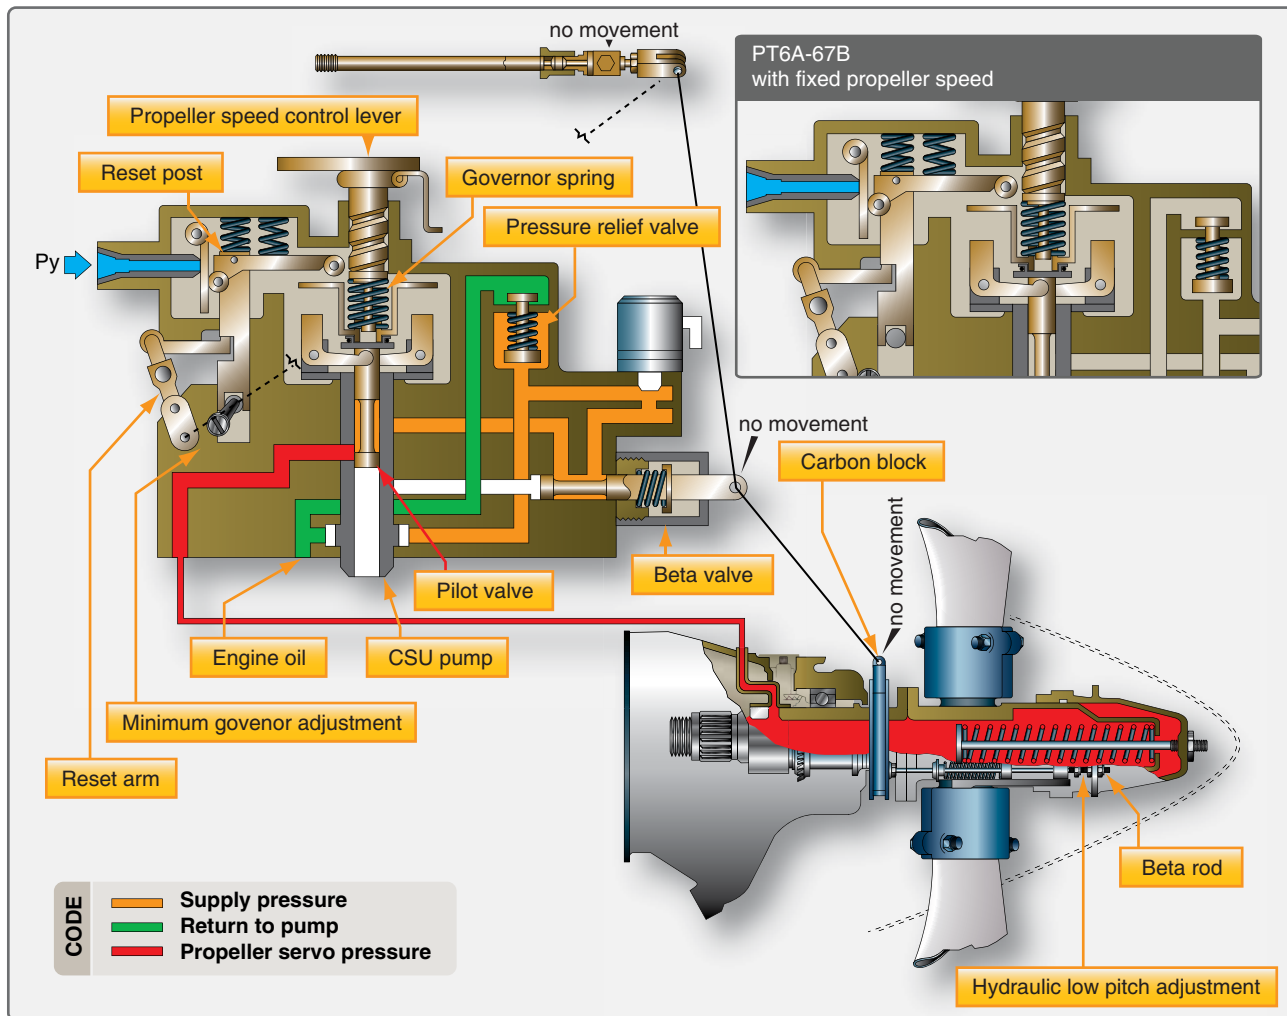 no movement
PT6A-67B
with fixed propeller speed
Propeller speed control lever
Reset post
Governor spring
Pressure relief valve
Py
no movement
Carbon block
no movement
Beta valve
Pilot valve
Engine oil
CSU pump
Minimum govenor adjustment
Reset arm
Beta rod
Hydraulic low pitch adjustment
CODE
Supply pressure
Return to pump
Propeller servo pressure